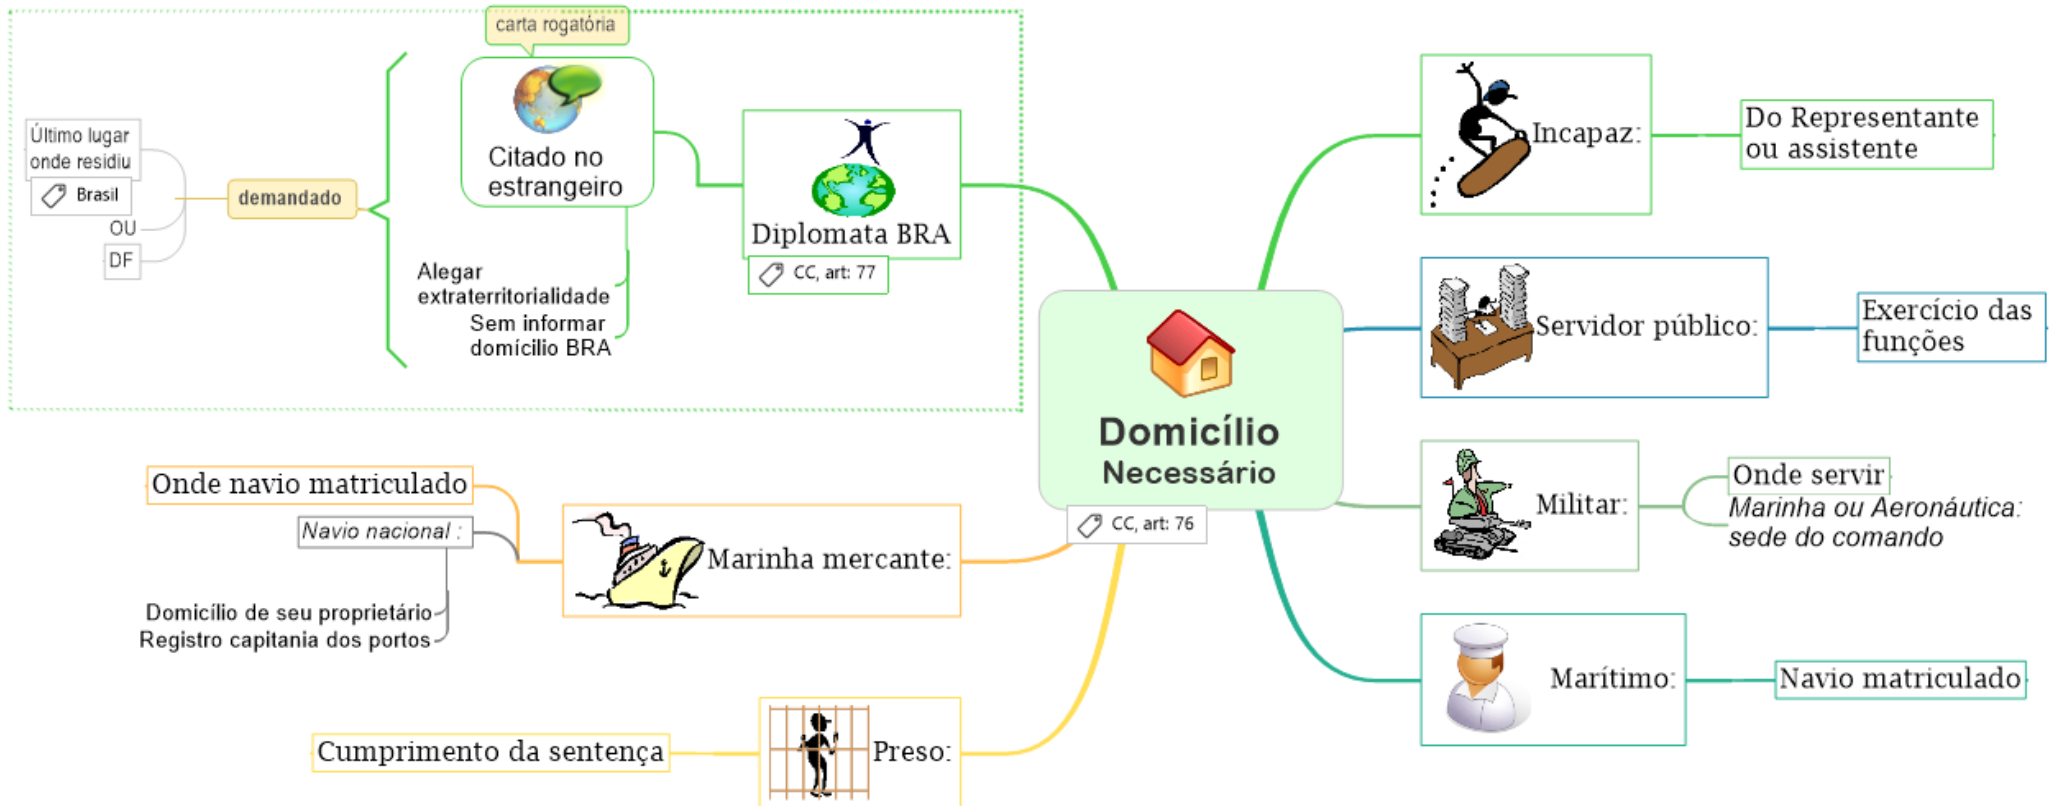 carta rogatória
Citado no
estrangeiro
Alegar
extraterritorialidade
Sem informar
domícilio BRA
demandado
Último lugar
onde residiu
Brasil
OU
DF
Diplomata BRA
CC, art: 77
Domicílio
Necessário
CC, art: 76
Incapaz:
Do Representante
ou assistente
Servidor público:
Exercício das
funções
Militar:
Onde servir
Marinha ou Aeronáutica:
sede do comando
Marítimo:
Navio matriculado
Marinha mercante:
Onde navio matriculado
Navio nacional :
Domicílio de seu proprietário
Registro capitania dos portos
Preso:
Cumprimento da sentença